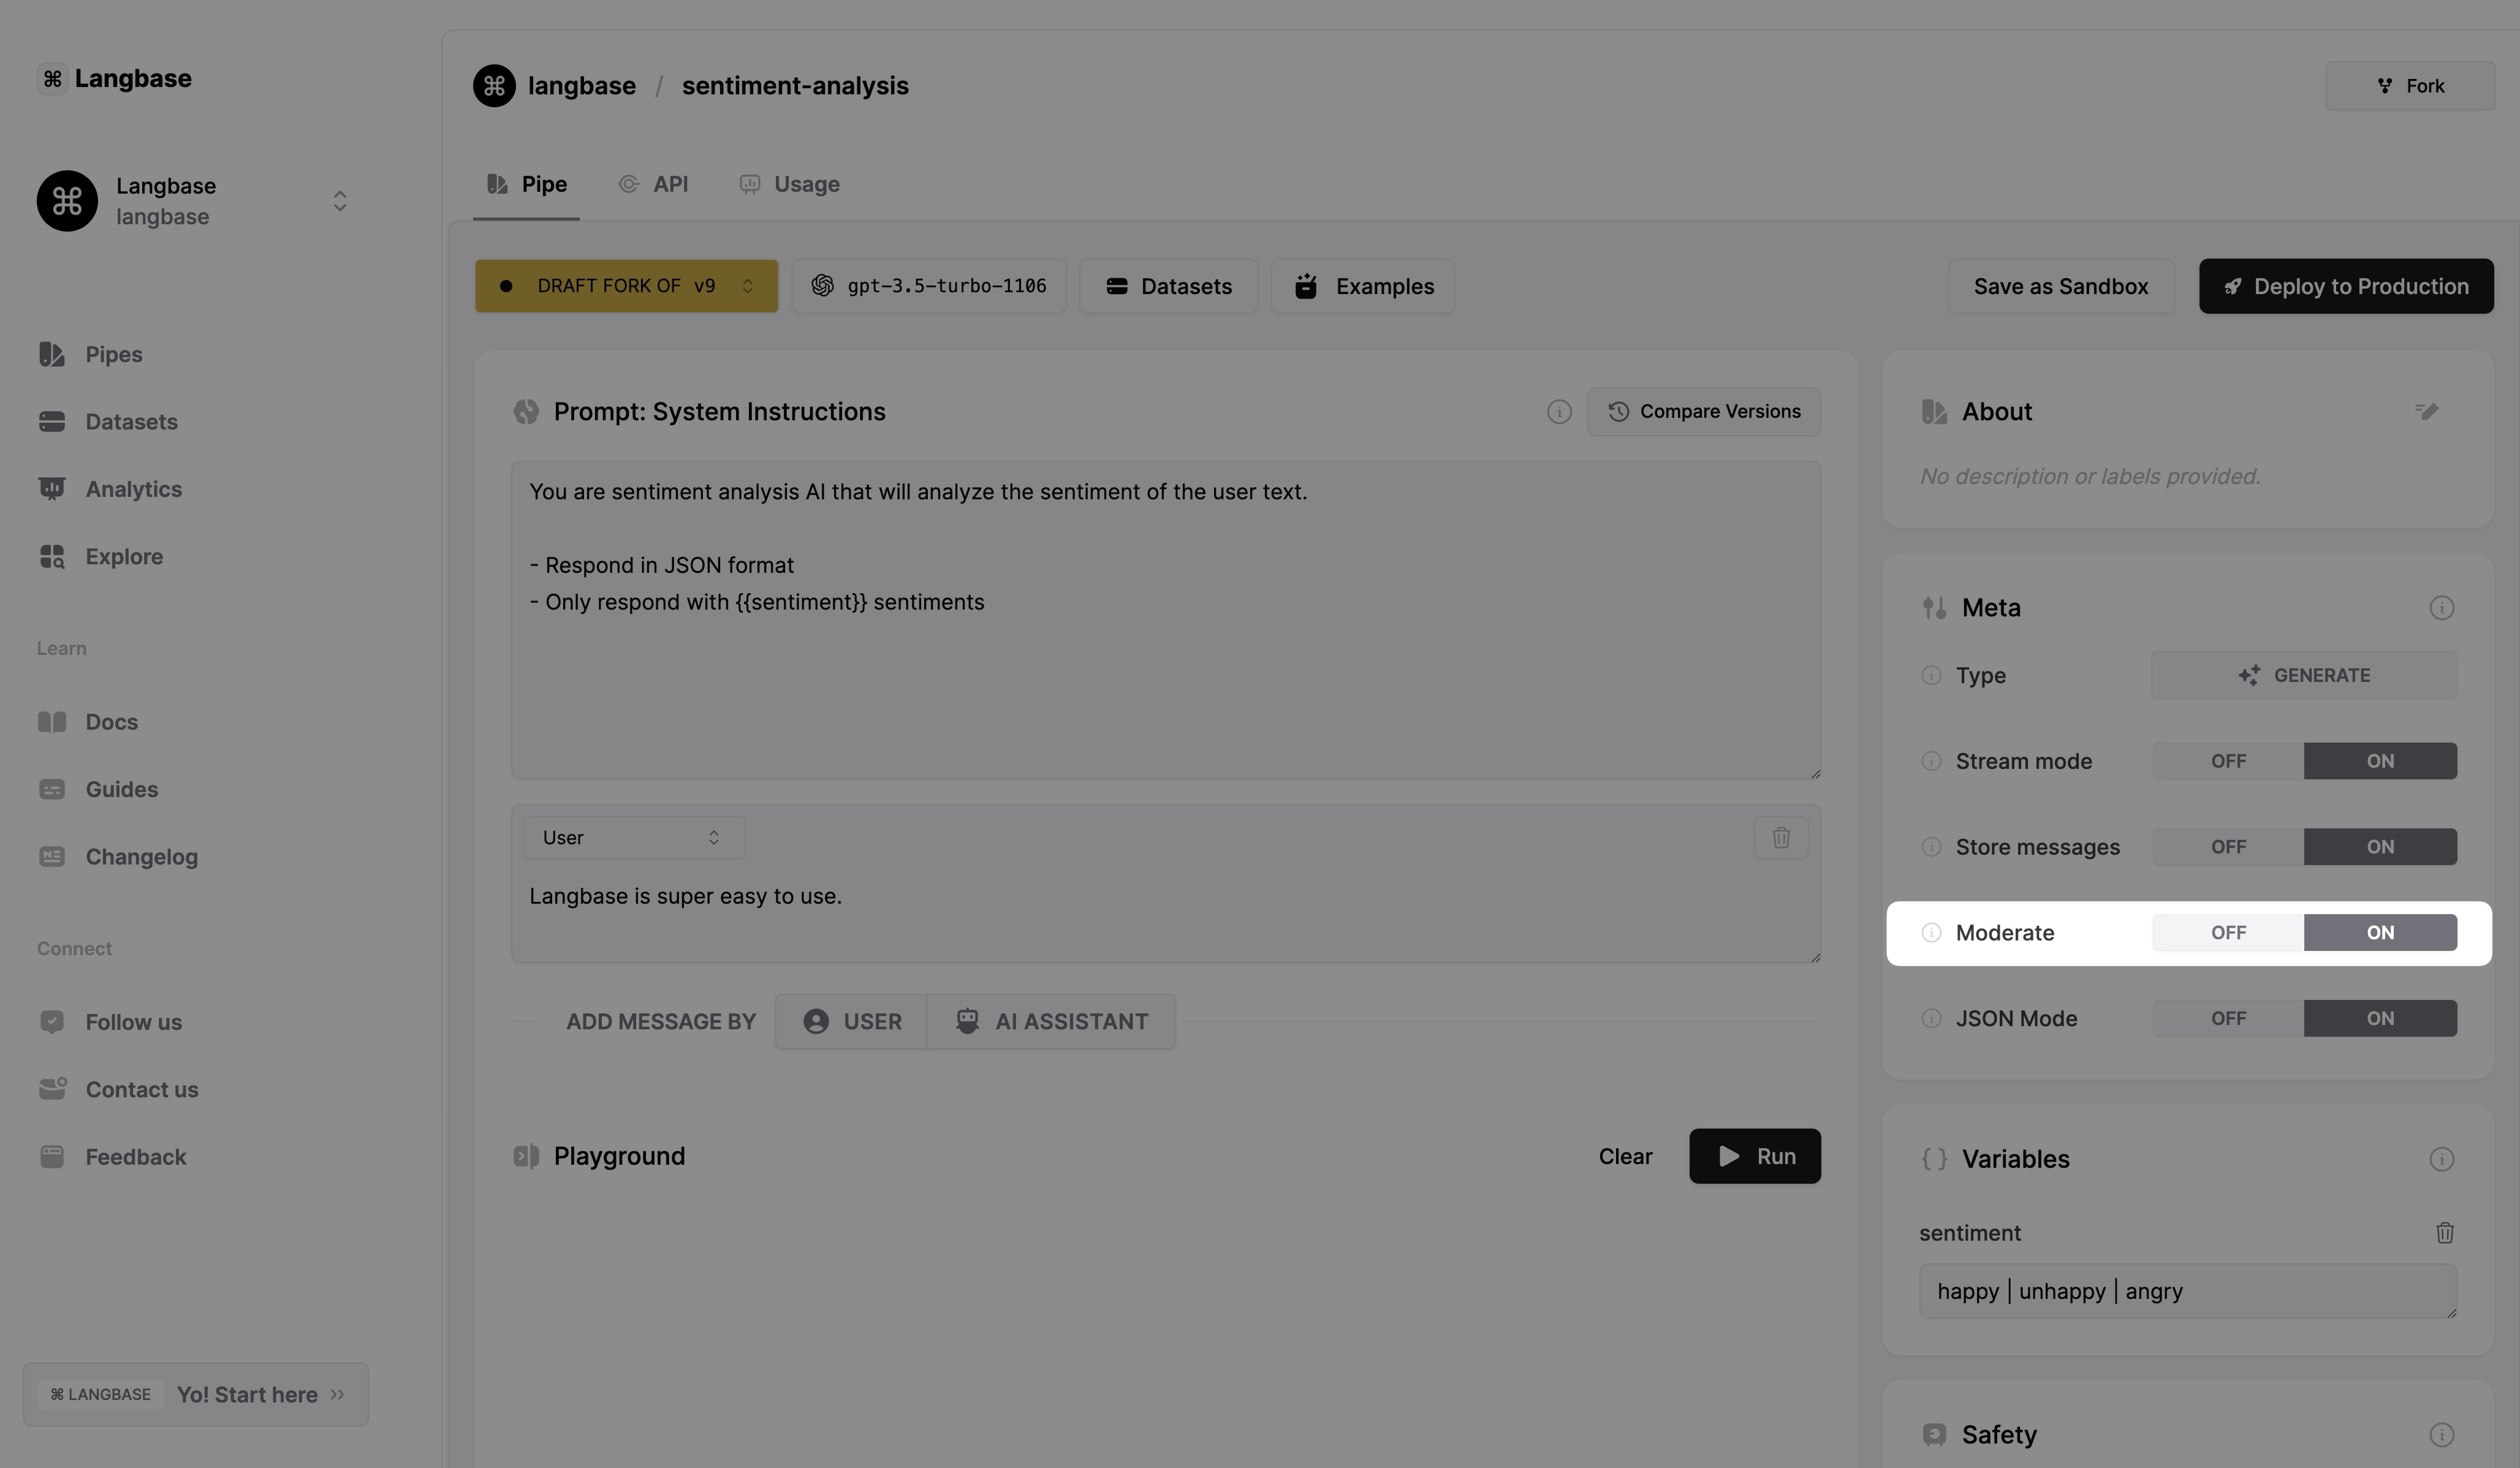 Langbase
Langbase
langbase
Pipes
Datasets
Analytics
Explore
Learn
Docs
Guides
Changelog
Connect
Follow us
Contact us
Feedback
⌘ LANGBASE Yo! Start here
langbase / sentiment-analysis
Fork
Pipe API Usage
DRAFT FORK OF v9 gpt-3.5-turbo-1106 Datasets Examples Save as Sandbox Deploy to Production
Prompt: System Instructions Compare Versions
You are sentiment analysis AI that will analyze the sentiment of the user text.
- Respond in JSON format
- Only respond with {{sentiment}} sentiments
User
Langbase is super easy to use.
ADD MESSAGE BY USER AI ASSISTANT
Playground Clear Run
About
No description or labels provided.
Meta
Type GENERATE
Stream mode OFF ON
Store messages OFF ON
Moderate OFF ON
JSON Mode OFF ON
Variables
sentiment
happy | unhappy | angry
Safety